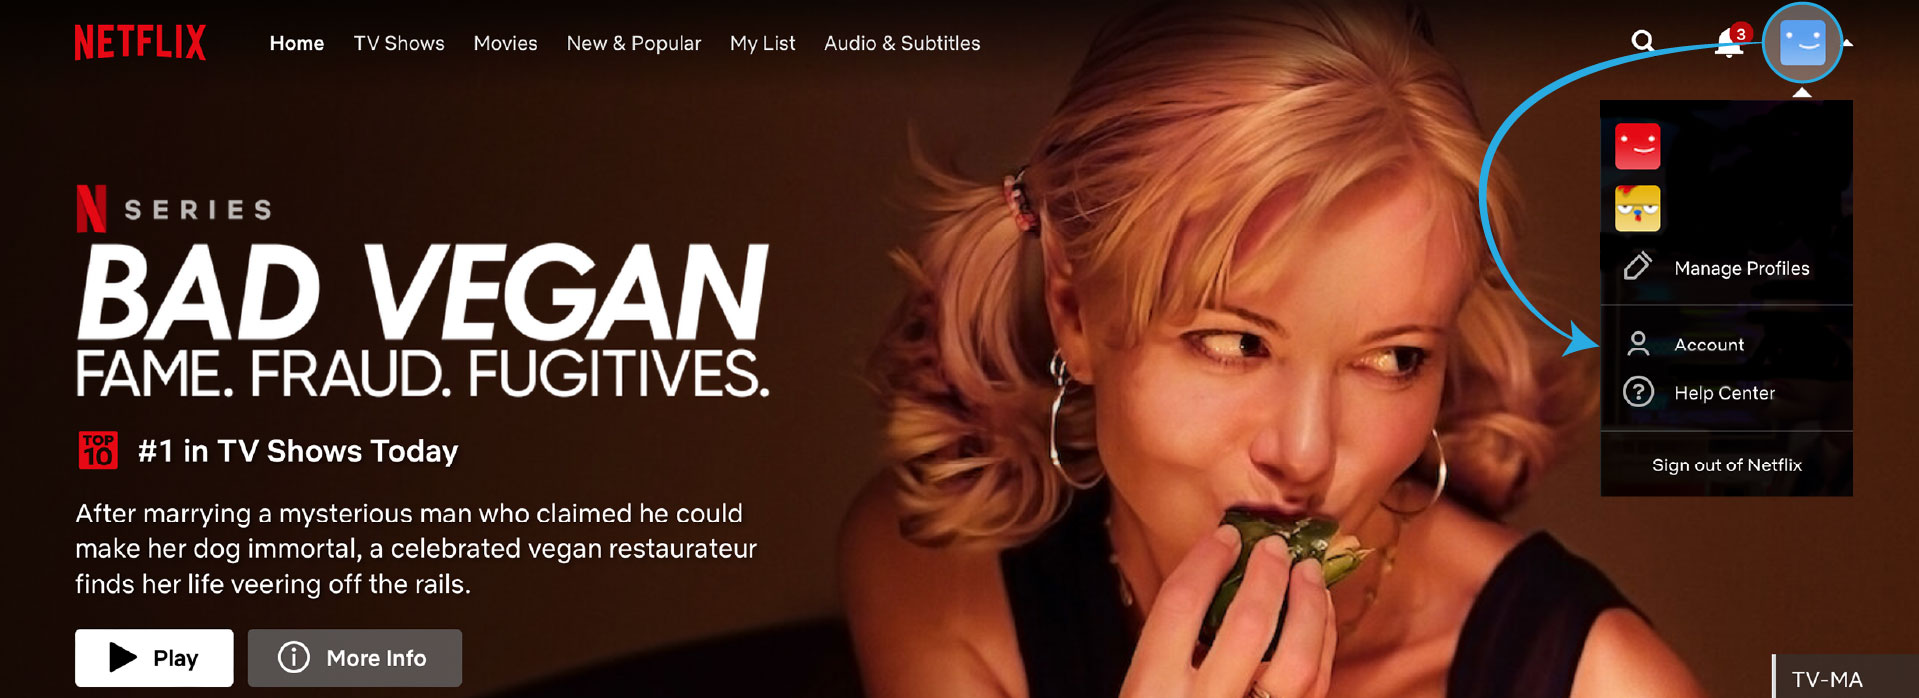 NETFLIX
Home TV Shows Movies New & Popular My List Audio & Subtitles
3
N SERIES
BAD VEGAN
FAME. FRAUD. FUGITIVES.
TOP
10
#1 in TV Shows Today
After marrying a mysterious man who claimed he could
make her dog immortal, a celebrated vegan restaurateur
finds her life veering off the rails.
Play
More Info
Manage Profiles
Account
? Help Center
Sign out of Netflix
TV-MA